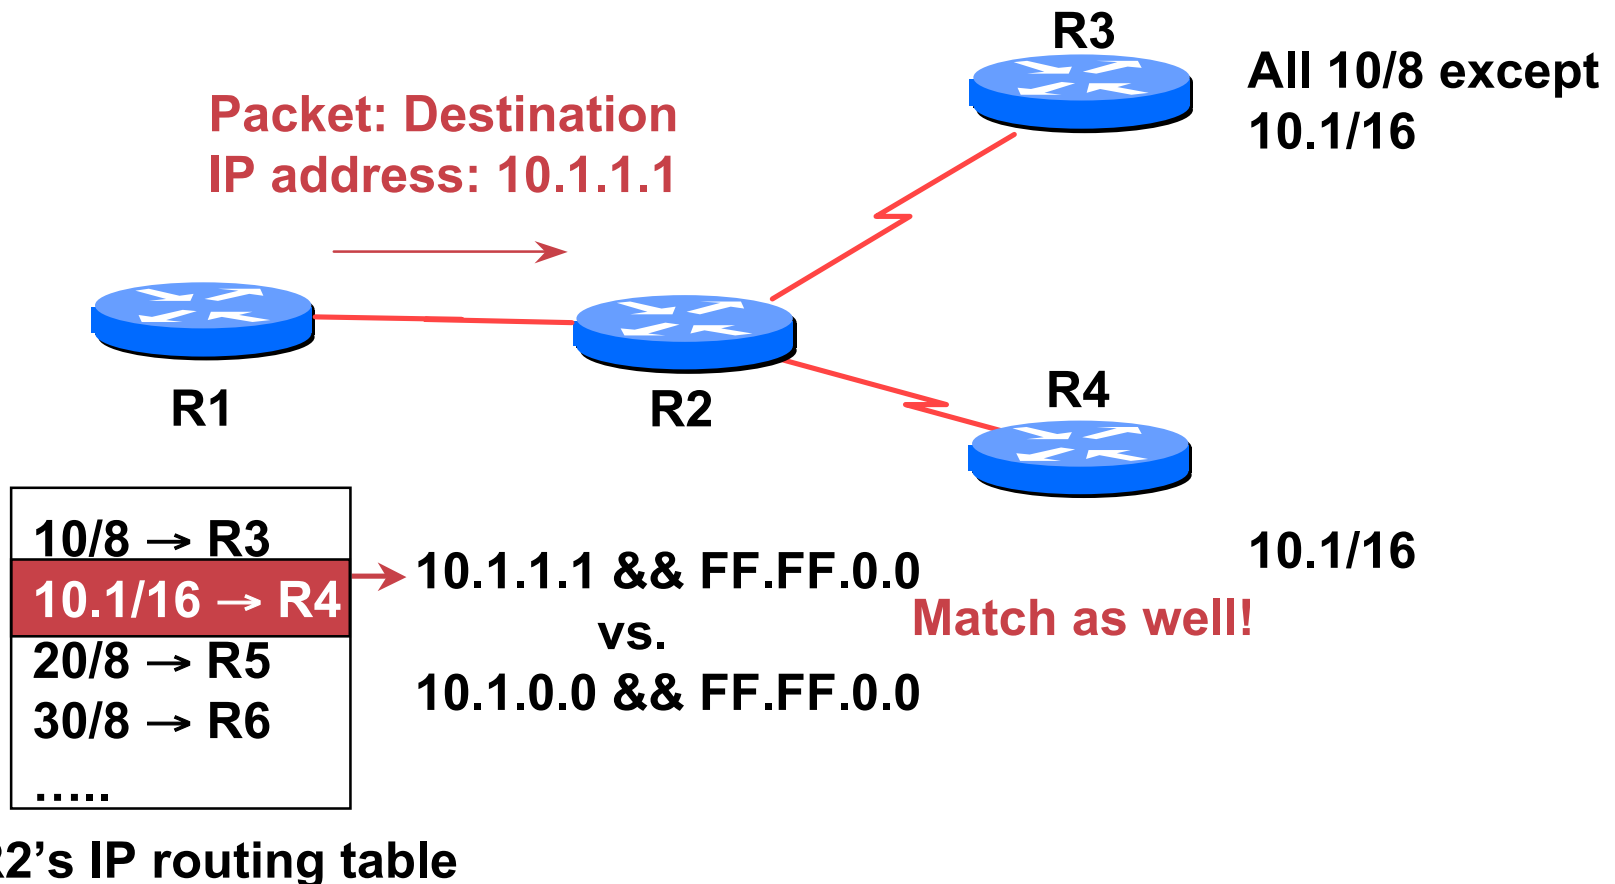 R3
All 10/8 except
10.1/16
Packet: Destination
IP address: 10.1.1.1
R1
R2
R4
10.1/16
10/8 → R3
10.1/16 → R4
20/8 → R5
30/8 → R6
.....
10.1.1.1 && FF.FF.0.0
vs.
10.1.0.0 && FF.FF.0.0
Match as well!
R2's IP routing table